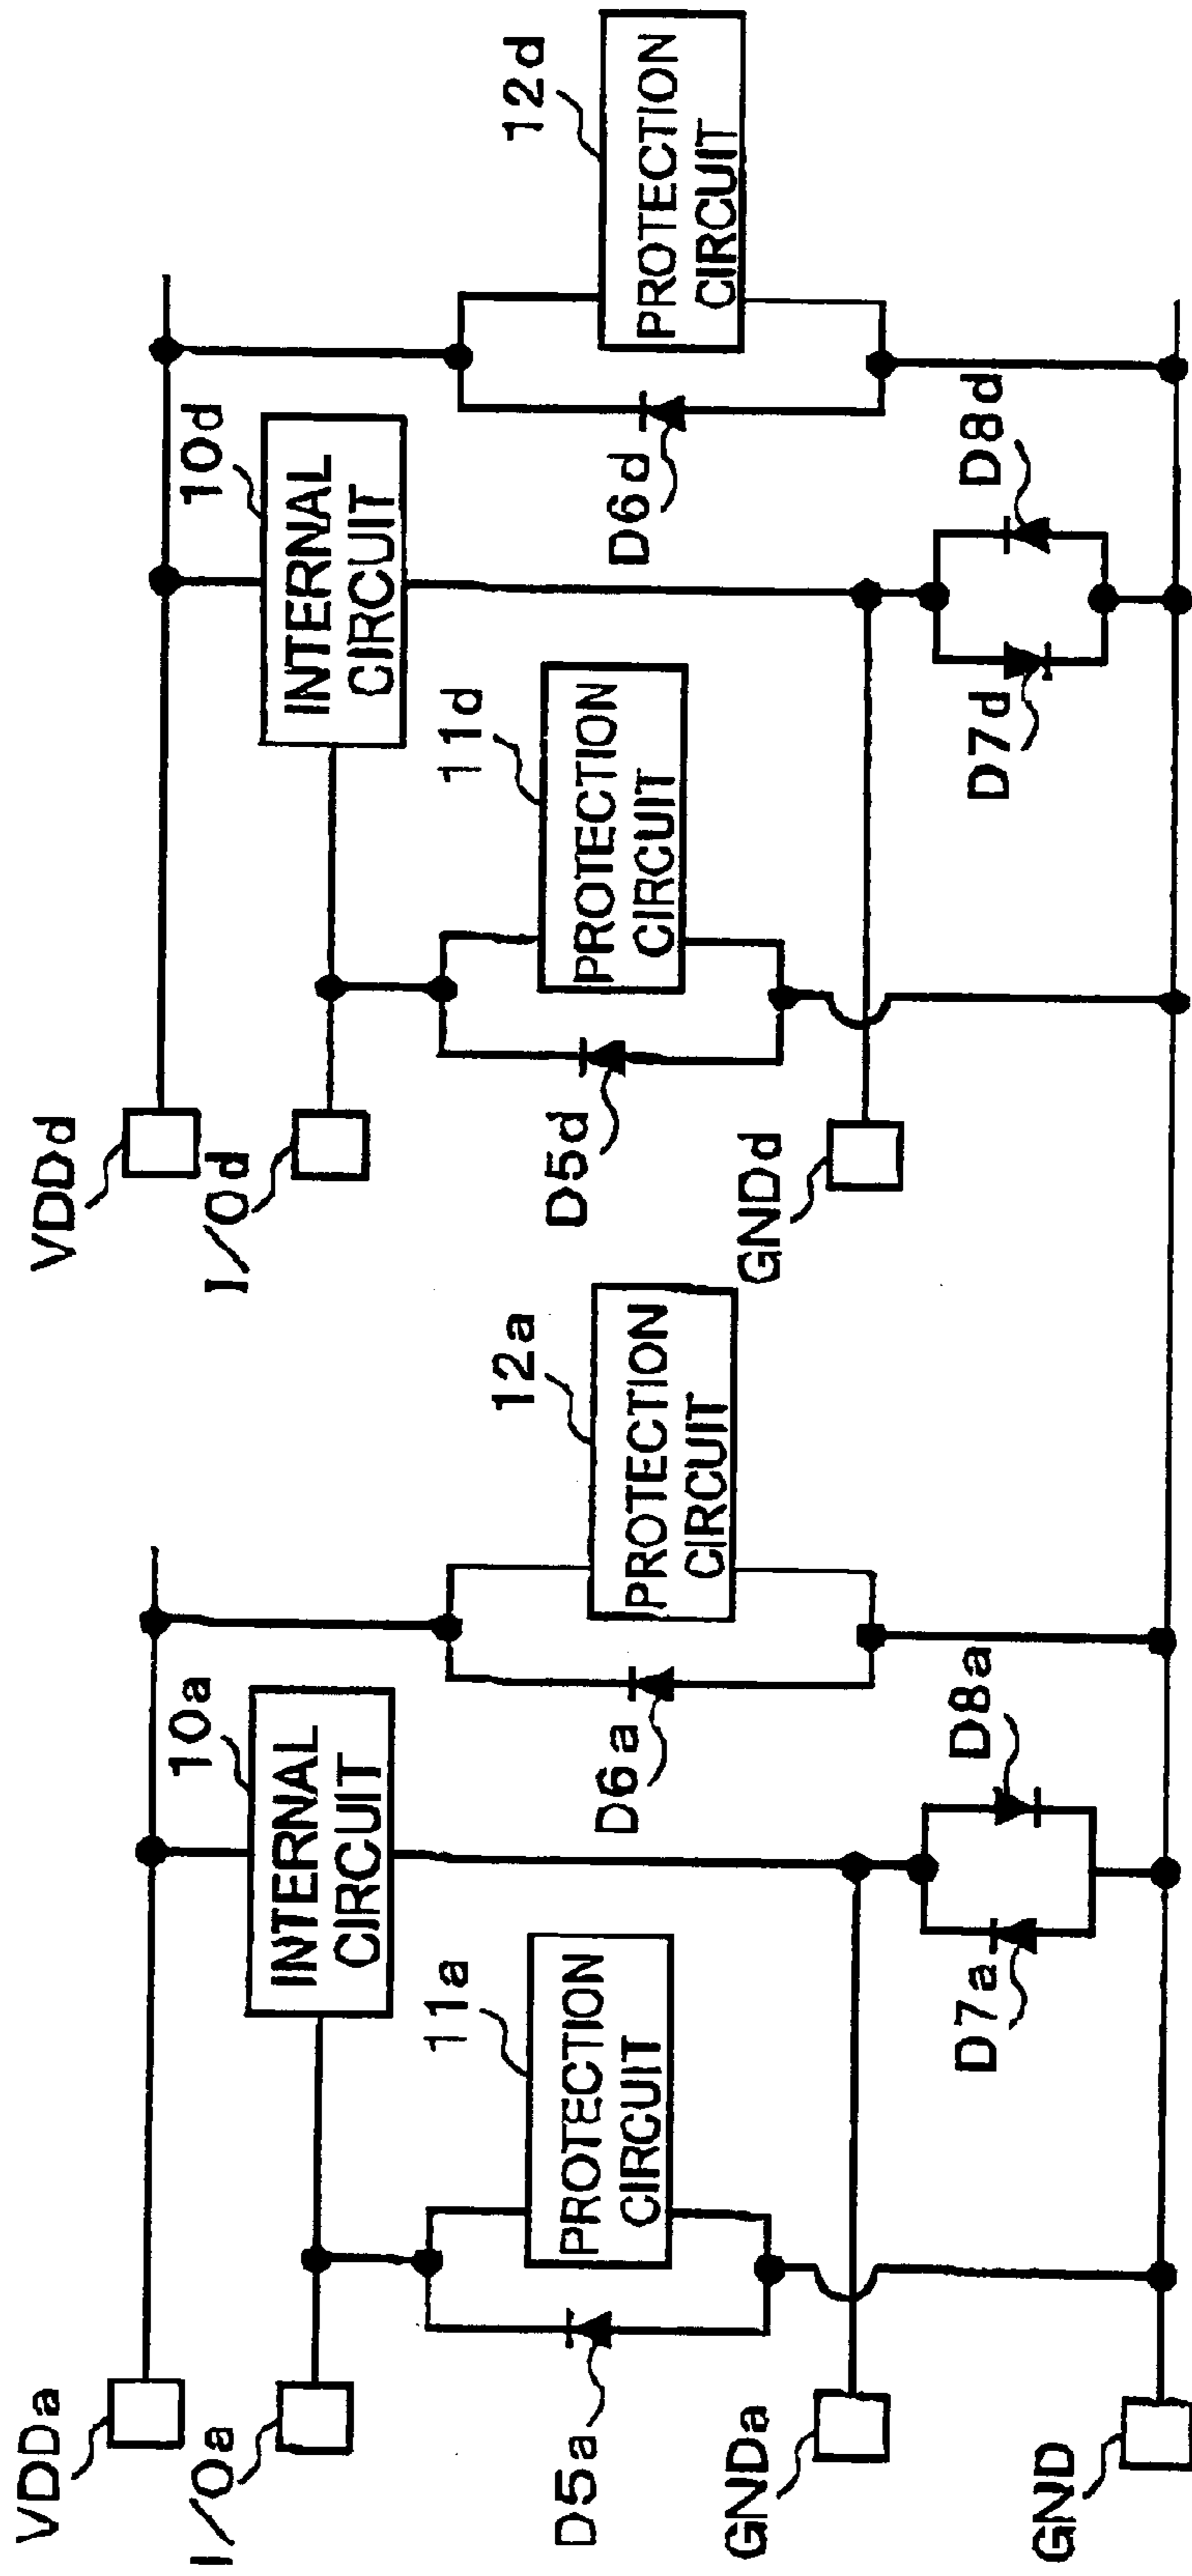 VDDa
I/Oa
10a
INTERNAL
CIRCUIT
11a
PROTECTION
CIRCUIT
12a
PROTECTION
CIRCUIT
D5a
D6a
GNDa
D7a
D8a
GND
VDDd
I/Od
10d
INTERNAL
CIRCUIT
11d
PROTECTION
CIRCUIT
12d
PROTECTION
CIRCUIT
D5d
D6d
GNDd
D7d
D8d